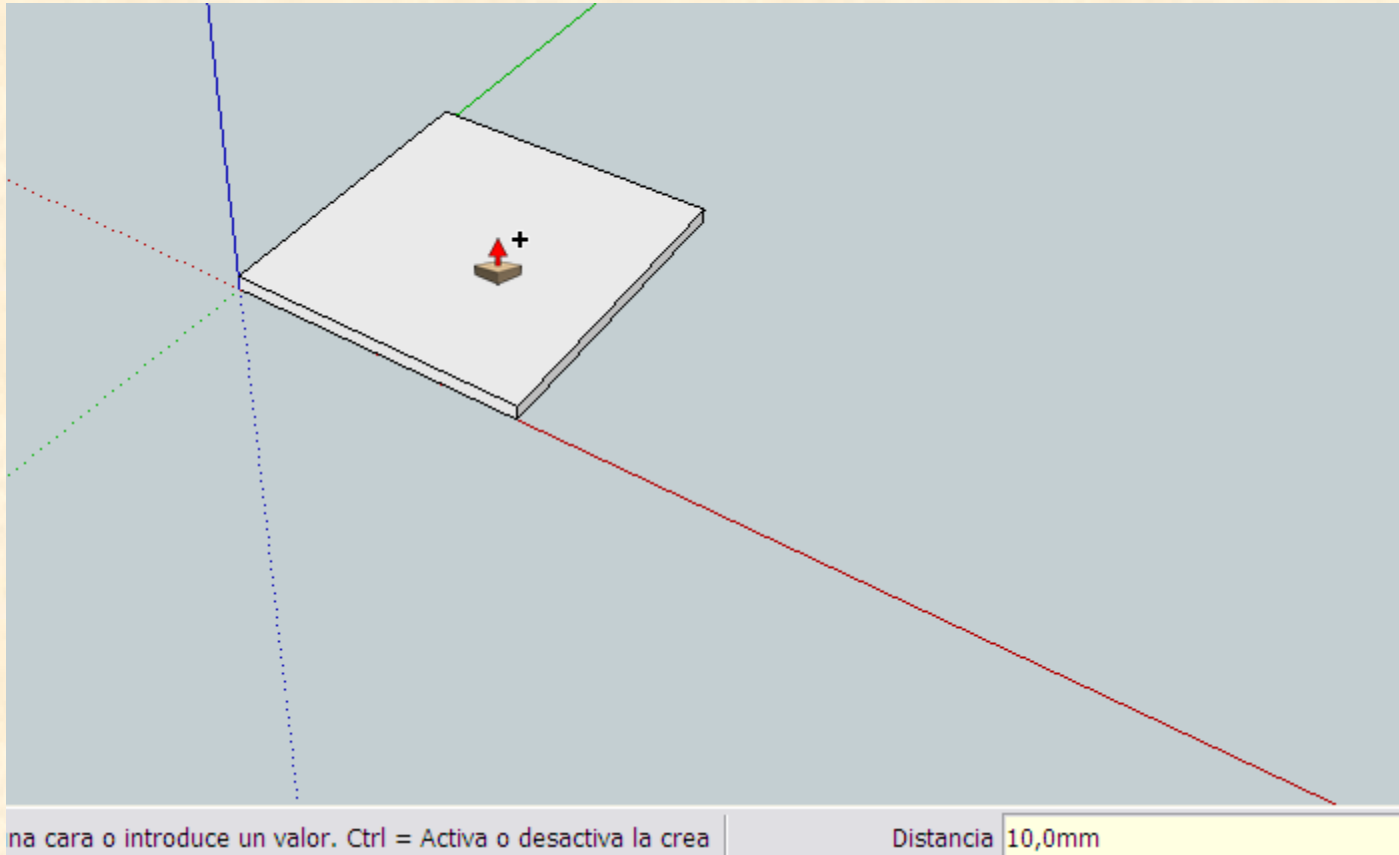 na cara o introduce un valor. Ctrl = Activa o desactiva la crea
Distancia 10,0mm